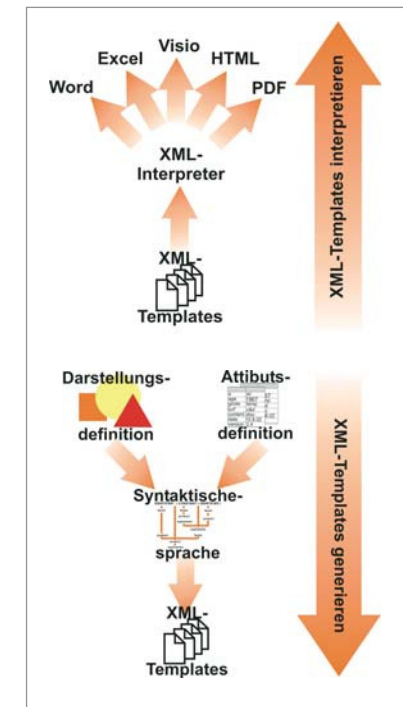 Visio
Excel
HTML
Word
PDF
XML-
Interpreter
XML-
Templates
XML-Templates interpretieren
Darstellungs-
definition
Attibuts-
definition
Syntaktische-
sprache
XML-
Templates
XML-Templates generieren